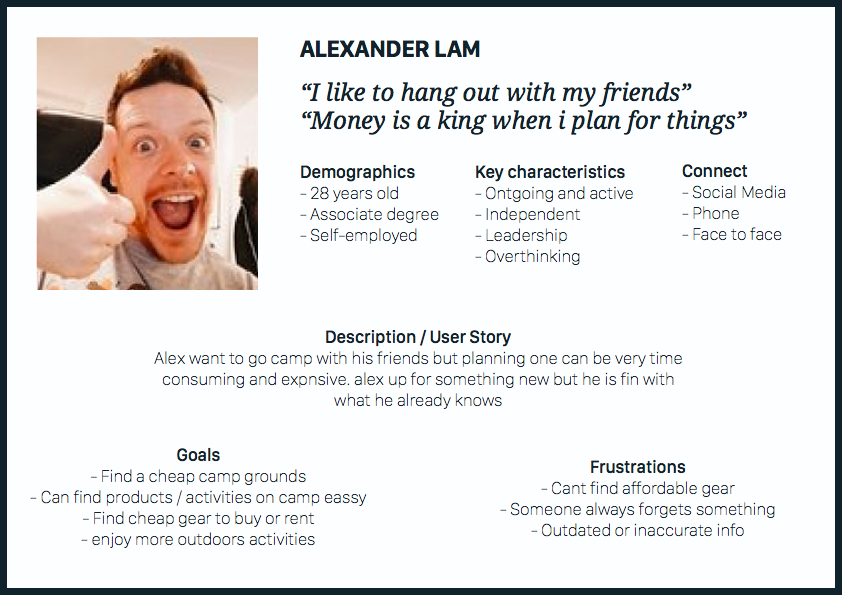 ALEXANDER LAM
“I like to hang out with my friends”
“Money is a king when i plan for things”
Demographics
- 28 years old
- Associate degree
- Self-employed
Key characteristics
- Ontgoing and active
- Independent
- Leadership
- Overthinking
Connect
- Social Media
- Phone
- Face to face
Description / User Story
Alex want to go camp with his friends but planning one can be very time
consuming and expnsive. alex up for something new but he is fin with
what he already knows
Goals
- Find a cheap camp grounds
- Can find products / activities on camp eassy
- Find cheap gear to buy or rent
- enjoy more outdoors activities
Frustrations
- Cant find affordable gear
- Someone always forgets something
- Outdated or inaccurate info